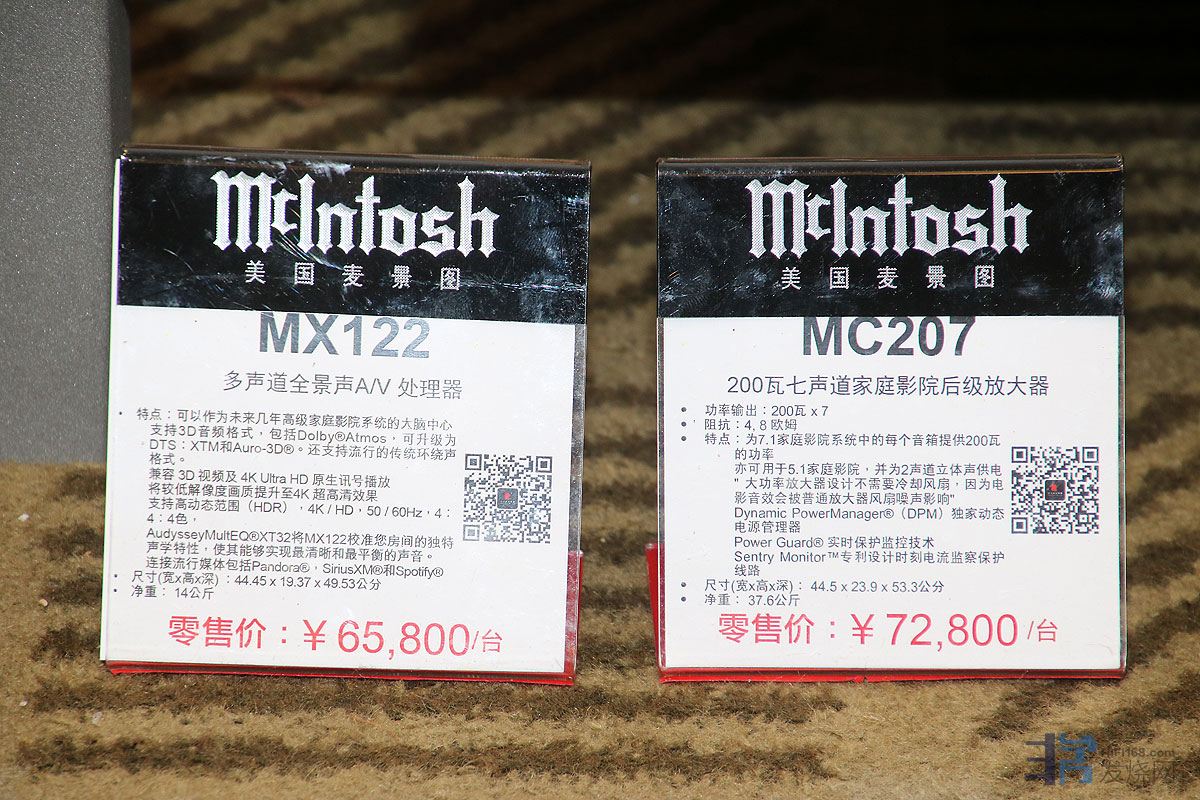 McIntosh
美国麦景图
MX122
多声道全景声A/V 处理器
• 特点：可以作为未来几年高级家庭影院系统的大脑中心
支持3D音频格式，包括Dolby®Atmos，可升级为
DTS：XTM和Auro-3D®。还支持流行的传统环绕声
格式。
兼容 3D 视频及 4K Ultra HD 原生讯号播放
将较低解像度画质提升至4K 超高清效果
支持高动态范围（HDR），4K / HD，50 / 60Hz，4：
4：4色，
AudysseyMultEQ®XT32将MX122校准您房间的独特
声学特性，使其能够实现最清晰和最平衡的声音。
连接流行媒体包括Pandora®，SiriusXM®和Spotify®
• 尺寸(宽x高x深)：44.45 x 19.37 x 49.53公分
• 净重： 14公斤
零售价：￥65,800/台
McIntosh
美国麦景图
MC207
200瓦七声道家庭影院后级放大器
• 功率输出：200瓦 x 7
• 阻抗：4, 8 欧姆
• 特点：为7.1家庭影院系统中的每个音箱提供200瓦
的功率
亦可用于5.1家庭影院，并为2声道立体声供电
" 大功率放大器设计不需要冷却风扇，因为电
影音效会被普通放大器风扇噪声影响"
Dynamic PowerManager®（DPM）独家动态
电源管理器
Power Guard® 实时保护监控技术
Sentry Monitor™专利设计时刻电流监察保护
线路
• 尺寸(宽x高x深)： 44.5 x 23.9 x 53.3公分
• 净重： 37.6公斤
零售价：￥72,800 /台
HIFI168.com
发烧网